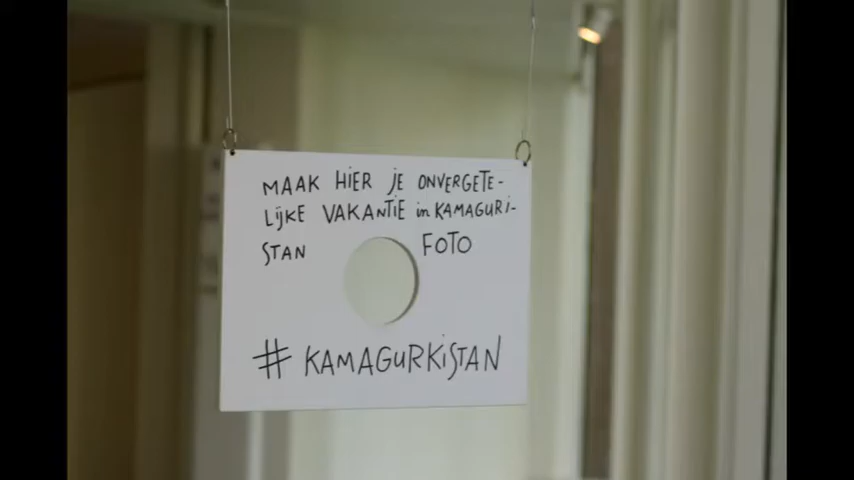 MAAK HIER JE ONVERGETE-
LIJKE VAKANTIE in KAMAGURI-
STAN FOTO
# KAMAGURKISTAN